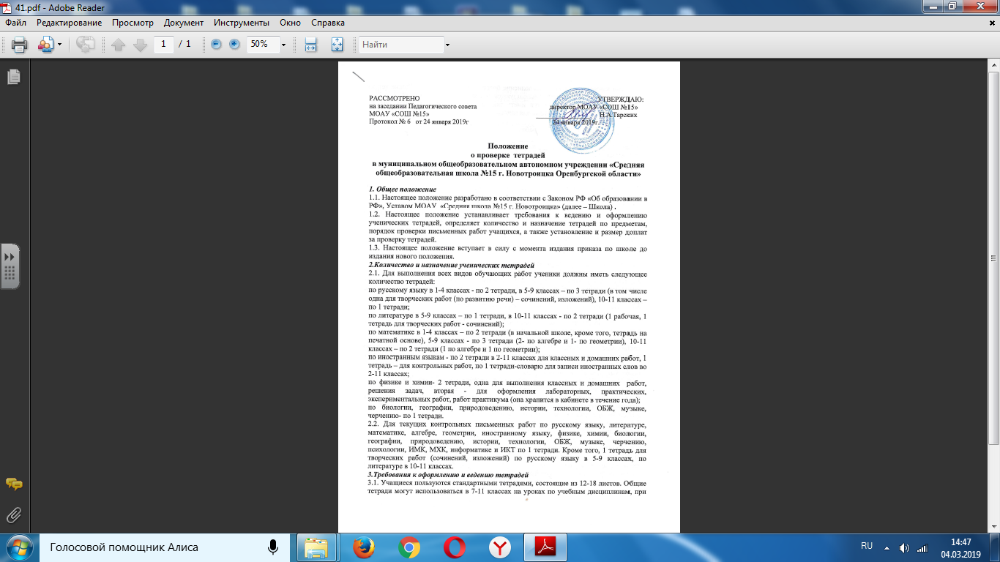 41.pdf - Adobe Reader
Файл Редактирование Просмотр Документ Инструменты Окно Справка
1 / 1 50% Найти
РАССМОТРЕНО
на заседании Педагогического совета
МОАУ «СОШ №15»
Протокол № 6 от 24 января 2019г
УТВЕРЖДАЮ:
директор МОАУ «СОШ №15»
Н.А.Тарских
24 января 2019г.
Положение
о проверке тетрадей
в муниципальном общеобразовательном автономном учреждении «Средняя
общеобразовательная школа №15 г. Новотроицка Оренбургской области»
1. Общее положение
1.1. Настоящее положение разработано в соответствии с Законом РФ «Об образовании в
РФ», Уставом МОАУ «Средняя школа №15 г. Новотроицка» (далее – Школа) .
1.2. Настоящее положение устанавливает требования к ведению и оформлению
ученических тетрадей, определяет количество и назначение тетрадей по предметам,
порядок проверки письменных работ учащихся, а также установление и размер доплат
за проверку тетрадей.
1.3. Настоящее положение вступает в силу с момента издания приказа по школе до
издания нового положения.
2.Количество и назначение ученических тетрадей
2.1. Для выполнения всех видов обучающих работ ученики должны иметь следующее
количество тетрадей:
по русскому языку в 1-4 классах - по 2 тетради, в 5-9 классах – по 3 тетради (в том числе
одна для творческих работ (по развитию речи) – сочинений, изложений), 10-11 классах –
по 1 тетради;
по литературе в 5-9 классах – по 1 тетради, в 10-11 классах - по 2 тетради (1 рабочая, 1
тетрадь для творческих работ - сочинений);
по математике в 1-4 классах – по 2 тетради (в начальной школе, кроме того, тетрадь на
печатной основе), 5-9 классах - по 3 тетради (2- по алгебре и 1- по геометрии), 10-11
классах – по 2 тетради (1 по алгебре и 1 по геометрии);
по иностранным языкам - по 2 тетради в 2-11 классах для классных и домашних работ, 1
тетрадь – для контрольных работ, по 1 тетради-словарю для записи иностранных слов во
2-11 классах;
по физике и химии- 2 тетради, одна для выполнения классных и домашних работ,
решения задач, вторая - для оформления лабораторных, практических,
экспериментальных работ, работ практикума (она хранится в кабинете в течение года);
по биологии, географии, природоведению, истории, технологии, ОБЖ, музыке,
черчению- по 1 тетради.
2.2. Для текущих контрольных письменных работ по русскому языку, литературе,
математике, алгебре, геометрии, иностранному языку, физике, химии, биологии,
географии, природоведению, истории, технологии, ОБЖ, музыке, черчению,
психологии, ИМК, МХК, информатике и ИКТ по 1 тетради. Кроме того, 1 тетрадь для
творческих работ (сочинений, изложений) по русскому языку в 5-9 классах, по
литературе в 10-11 классах.
3.Требования к оформлению и ведению тетрадей
3.1. Учащиеся пользуются стандартными тетрадями, состоящие из 12-18 листов. Общие
тетради могут использоваться в 7-11 классах на уроках по учебным дисциплинам, при
Голосовой помощник Алиса
RU
14:47
04.03.2019